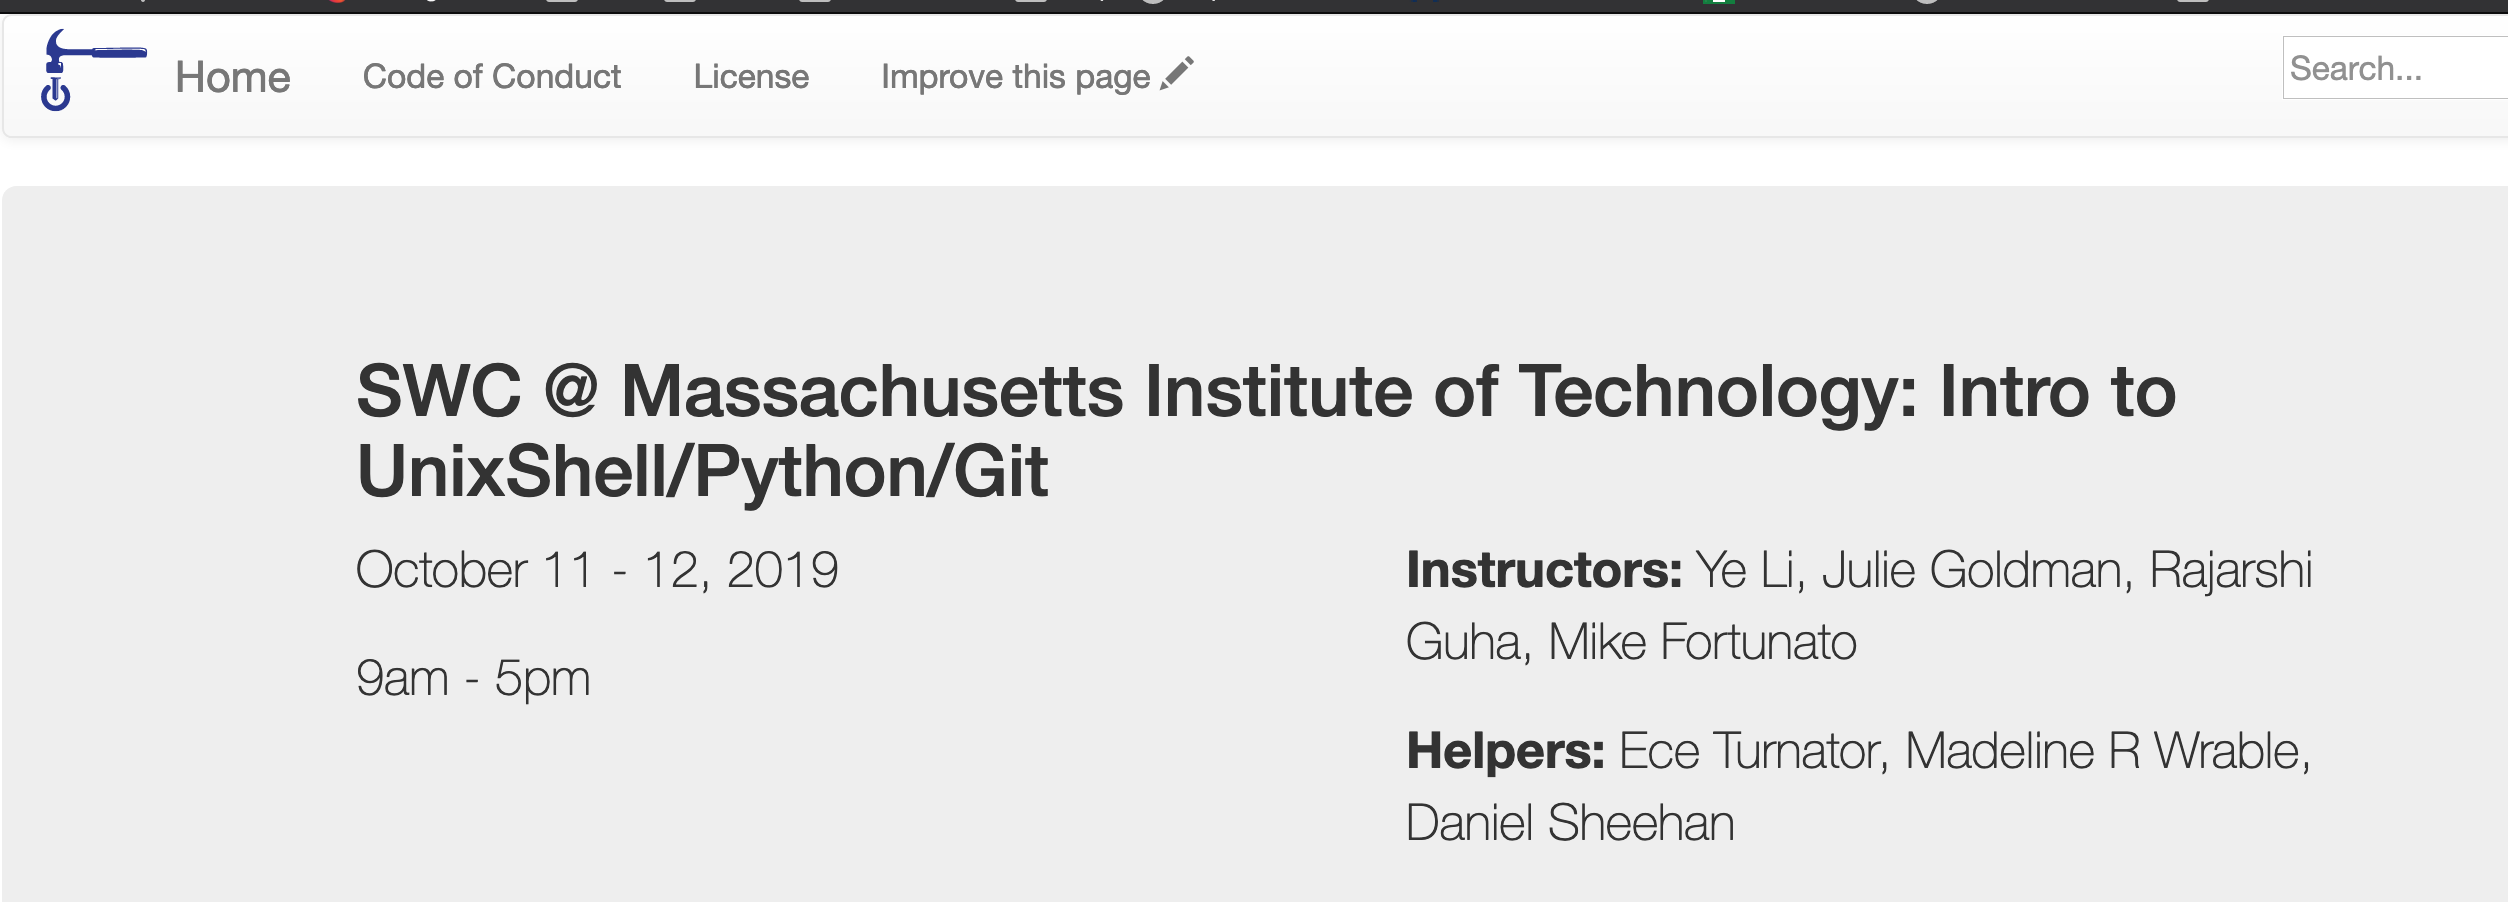 Home Code of Conduct License Improve this page Search...
SWC @ Massachusetts Institute of Technology: Intro to
UnixShell/Python/Git
October 11 - 12, 2019
9am - 5pm
Instructors: Ye Li, Julie Goldman, Rajarshi
Guha, Mike Fortunato
Helpers: Ece Turnator, Madeline R Wrable,
Daniel Sheehan